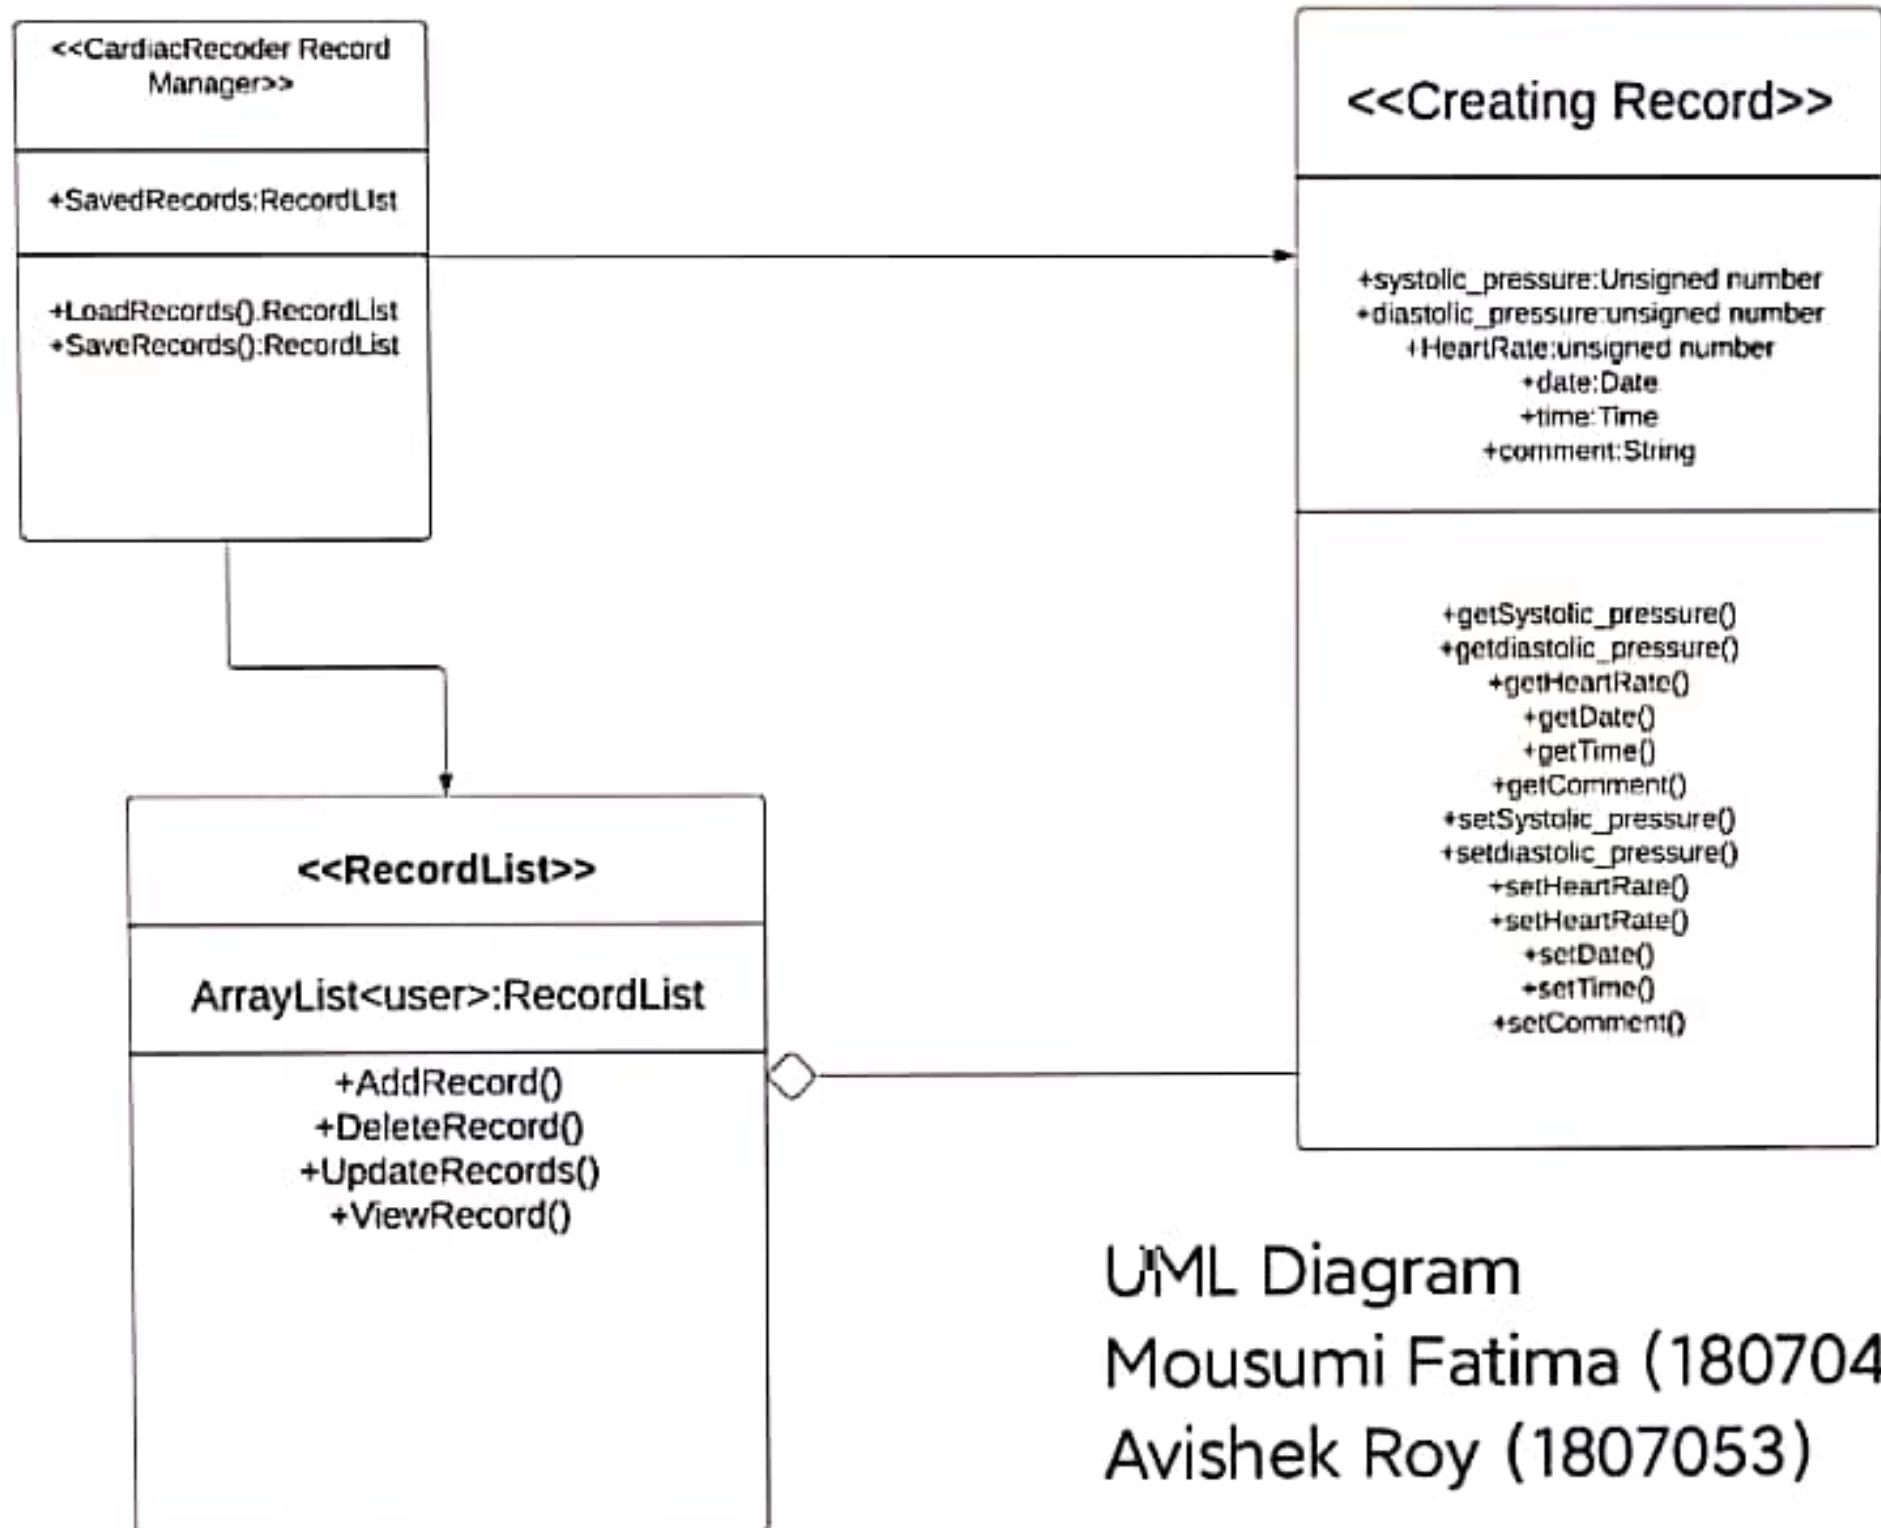 <<CardiacRecoder Record
Manager>>
+SavedRecords:RecordLIst
+LoadRecords().RecordList
+SaveRecords():RecordList
<<Creating Record>>
+systolic_pressure:Unsigned number
+diastolic_pressure:unsigned number
+HeartRate:unsigned number
+date:Date
+time:Time
+comment:String
+getSystolic_pressure()
+getdiastolic_pressure()
+getHeartRate()
+getDate()
+getTime()
+getComment()
+setSystolic_pressure()
+setdiastolic_pressure()
+setHeartRate()
+setHeartRate()
+setDate()
+setTime()
+setComment()
<<RecordList>>
ArrayList<user>:RecordList
+AddRecord()
+DeleteRecord()
+UpdateRecords()
+ViewRecord()
UML Diagram
Mousumi Fatima (180704
Avishek Roy (1807053)